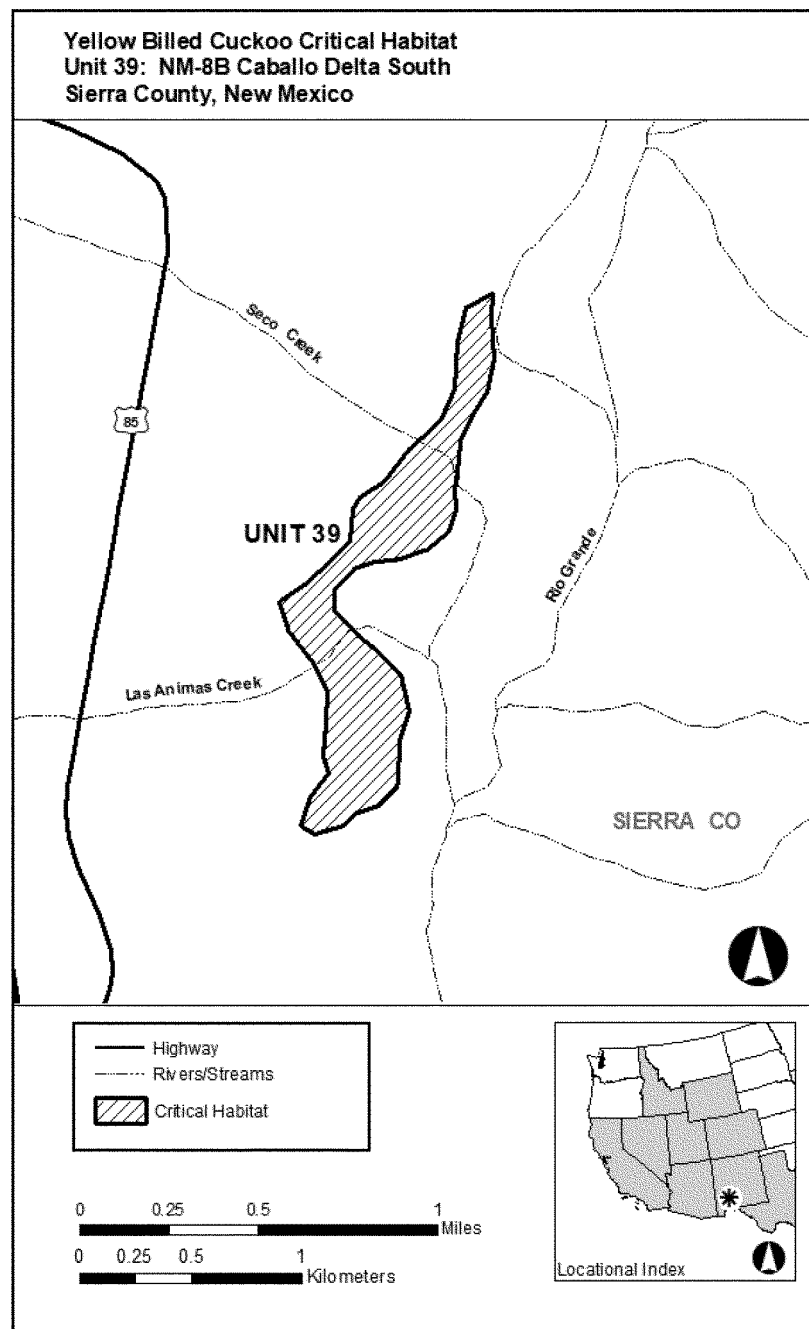 Yellow Billed Cuckoo Critical Habitat
Unit 39: NM-8B Caballo Delta South
Sierra County, New Mexico
Seco Creek
85
UNIT 39
Rio Grande
Las Animas Creek
SIERRA CO
Highway
Rivers/Streams
Critical Habitat
0 0.25 0.5 1
Miles
0 0.25 0.5 1
Kilometers
Locational Index